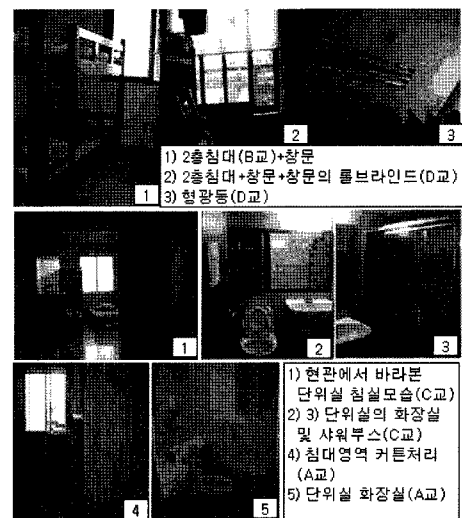 1
2
3
1) 2층침대(B교)+창문
2) 2층침대+창문+창문의 롤브라인드(D교)
3) 형광등(D교)
1
2
3
4
5
1) 현관에서 바라본
단위실 침실모습(C교)
2) 3) 단위실의 화장실
및 샤워부스(C교)
4) 침대영역 커튼처리
(A교)
5) 단위실 화장실(A교)